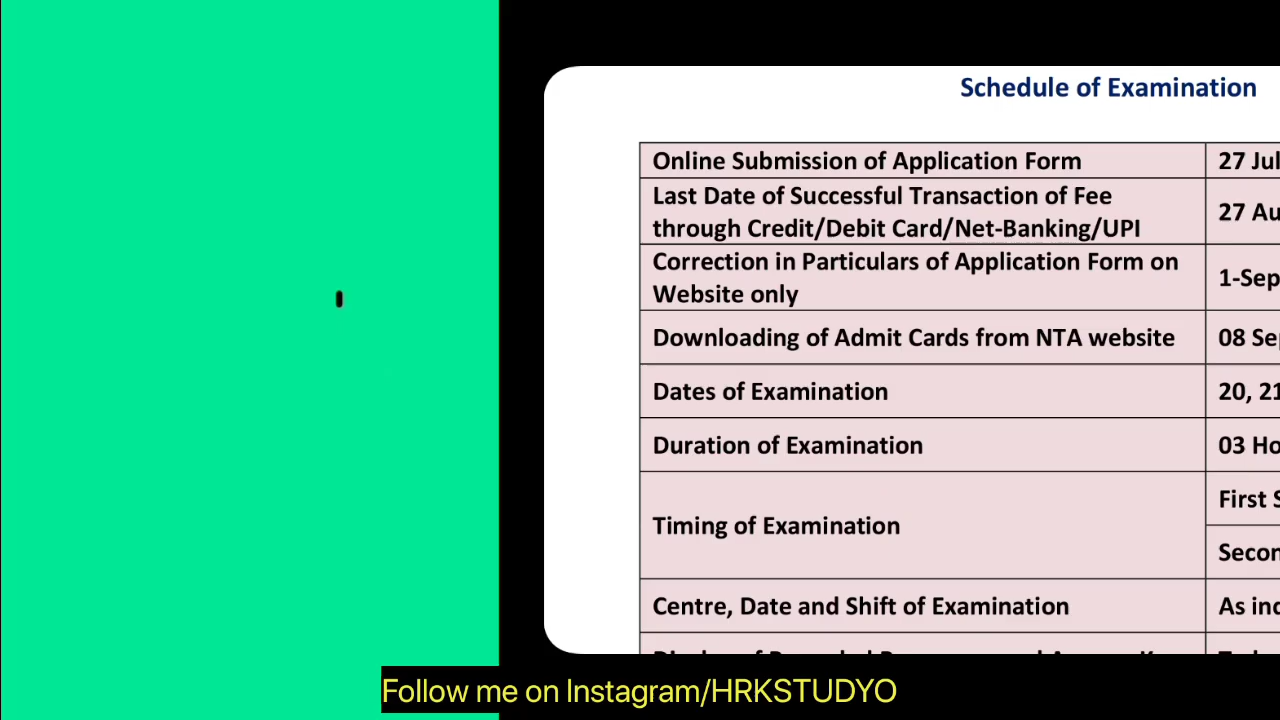 Schedule of Examination
Online Submission of Application Form
27 Jul
Last Date of Successful Transaction of Fee
through Credit/Debit Card/Net-Banking/UPI
27 Au
Correction in Particulars of Application Form on
Website only
1-Sep
Downloading of Admit Cards from NTA website
08 Se
Dates of Examination
20, 21
Duration of Examination
03 Ho
Timing of Examination
First S
Secon
Centre, Date and Shift of Examination
As ind
Follow me on Instagram/HRKSTUDYO